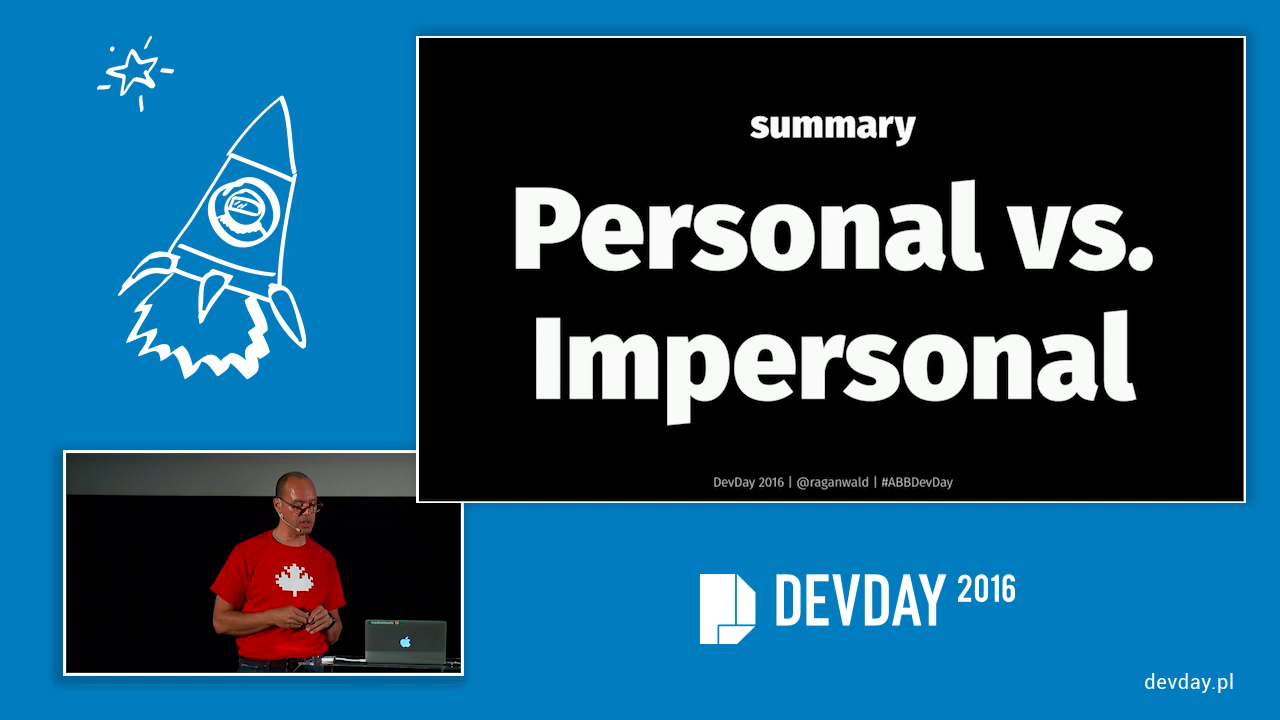 summary
Personal vs.
Impersonal
DevDay 2016 | @raganwald | #ABBDevDay
DEVDAY 2016
devday.pl